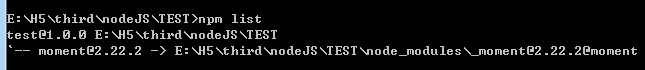 E:\H5\third\nodeJS\TEST>npm list
test@1.0.0 E:\H5\third\nodeJS\TEST
`-- moment@2.22.2 -> E:\H5\third\nodeJS\TEST\node_modules\_moment@2.22.2@moment